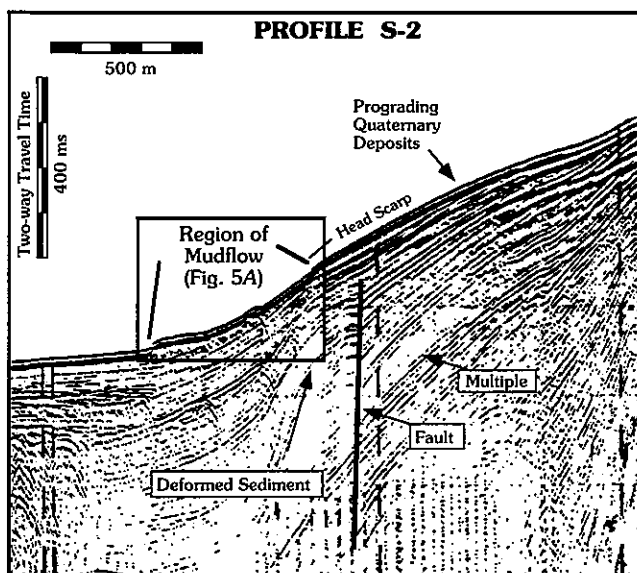 PROFILE S-2
500 m
Two-way Travel Time
400 ms
Prograding
Quaternary
Deposits
Head Scarp
Region of
Mudflow
(Fig. 5A)
Multiple
Fault
Deformed Sediment